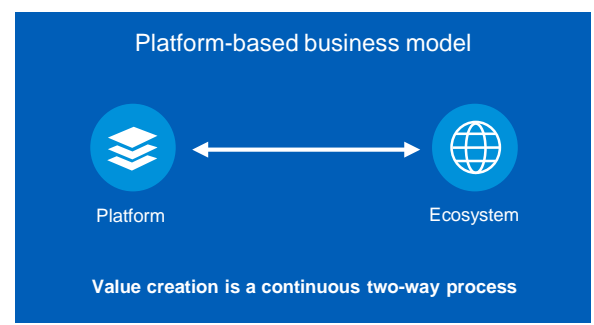 Platform-based business model
Platform
Ecosystem
Value creation is a continuous two-way process